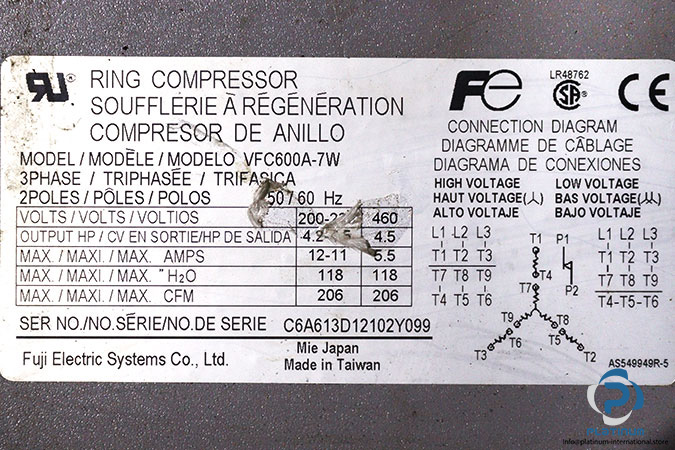 RING COMPRESSOR
SOUFFLERIE À RÉGÉNÉRATION
COMPRESOR DE ANILLO
MODEL / MODÈLE / MODELO VFC600A-7W
3PHASE / TRIPHASÉE / TRIFASICA
2POLES / PÔLES / POLOS 50 / 60 Hz
VOLTS / VOLTS / VOLTIOS 200- 460
OUTPUT HP / CV EN SORTIE/HP DE SALIDA 4.5
MAX. / MAXI. / MAX. AMPS 12-11 5.5
MAX. / MAXI. / MAX. "H2O 118 118
MAX. / MAXI. / MAX. CFM 206 206
SER NO./NO.SÉRIE/NO.DE SERIE C6A613D12102Y099
Fuji Electric Systems Co., Ltd.
Mie Japan
Made in Taiwan
Fe
LR48762
SA
CE
CONNECTION DIAGRAM
DIAGRAMME DE CÂBLAGE
DIAGRAMA DE CONEXIONES
HIGH VOLTAGE
HAUT VOLTAGE
ALTO VOLTAJE
LOW VOLTAGE
BAS VOLTAGE
BAJO VOLTAJE
L1 L2 L3
T1 T2 T3
T7 T8 T9
T4 T5 T6
T1 P1
T4
T7 P2
T9 T8
T6 T5
T3 T2
L1 L2 L3
T1 T2 T3
T7 T8 T9
T4-T5-T6
AS549949R-5
Platinum
info@platinum-international.store